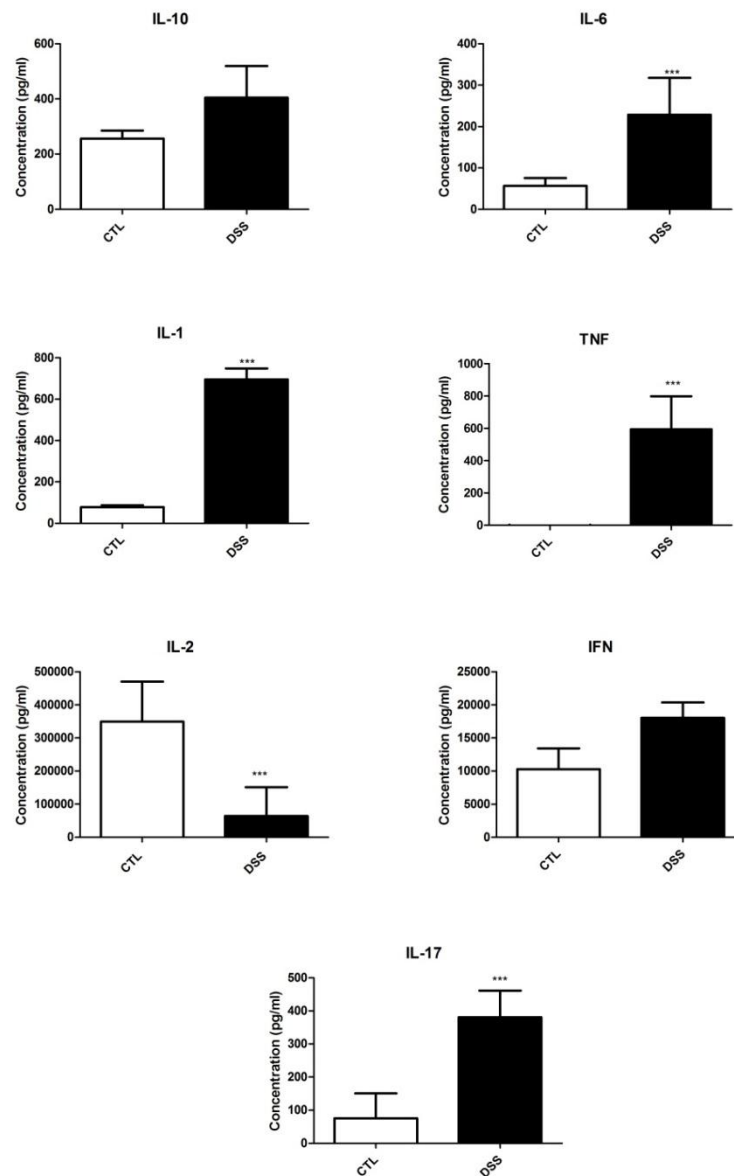 IL-10
Concentration (pg/ml)
600
400
200
0
CTL
DSS
IL-6
Concentration (pg/ml)
400
300
200
100
0
***
CTL
DSS
IL-1
Concentration (pg/ml)
800
600
400
200
0
***
CTL
DSS
TNF
Concentration (pg/ml)
1000
800
600
400
200
0
***
CTL
DSS
IL-2
Concentration (pg/ml)
500000
400000
300000
200000
100000
0
***
CTL
DSS
IFN
Concentration (pg/ml)
25000
20000
15000
10000
5000
0
CTL
DSS
IL-17
Concentration (pg/ml)
500
400
300
200
100
0
***
CTL
DSS